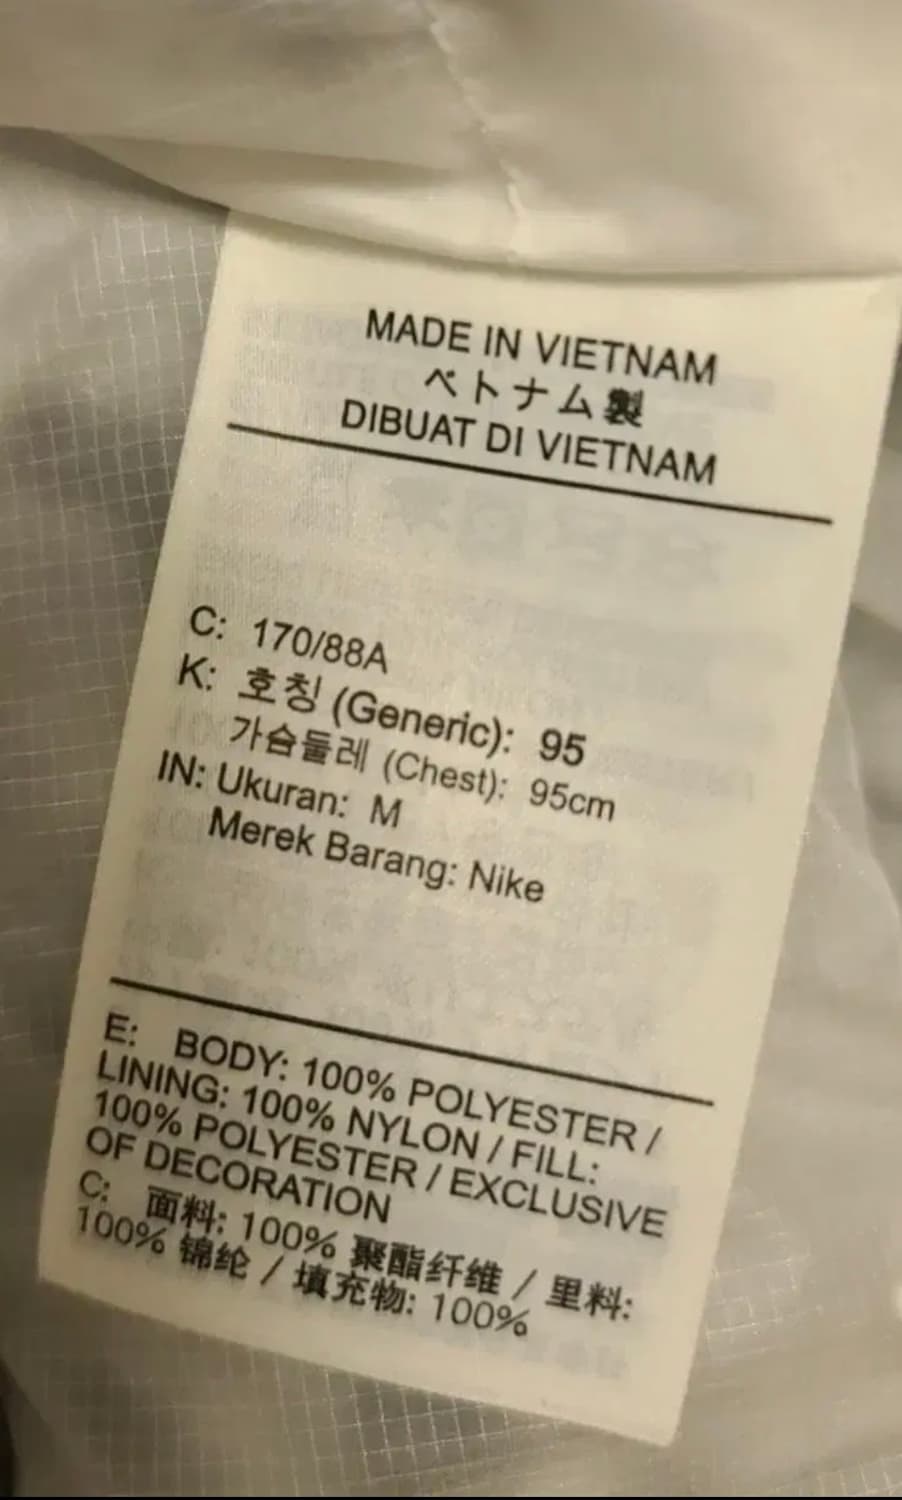 MADE IN VIETNAM
ベトナム製
DIBUAT DI VIETNAM
C: 170/88A
K: 호칭 (Generic): 95
가슴둘레 (Chest): 95cm
IN: Ukuran: M
Merek Barang: Nike
E: BODY: 100% POLYESTER /
LINING: 100% NYLON / FILL:
100% POLYESTER / EXCLUSIVE
OF DECORATION
C: 面料: 100% 聚酯纤维 / 里料:
100% 锦纶 / 填充物: 100%